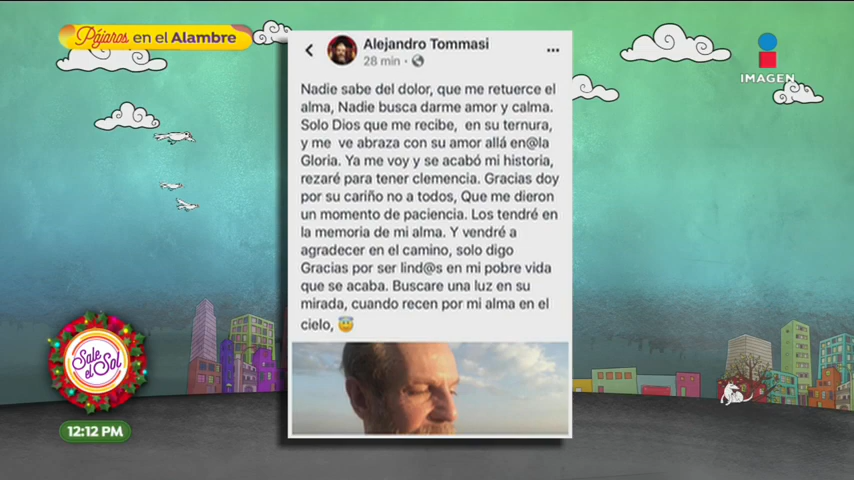 Pájaros en el Alambre
IMAGEN
Alejandro Tommasi
28 min
Nadie sabe del dolor, que me retuerce el
alma, Nadie busca darme amor y calma.
Solo Dios que me recibe, en su ternura,
y me ve abraza con su amor allá en@la
Gloria. Ya me voy y se acabó mi historia,
rezaré para tener clemencia. Gracias doy
por su cariño no a todos, Que me dieron
un momento de paciencia. Los tendré en
la memoria de mi alma. Y vendré a
agradecer en el camino, solo digo
Gracias por ser lind@s en mi pobre vida
que se acaba. Buscare una luz en su
mirada, cuando recen por mi alma en el
cielo, 😇
Sale
el Sol
12:12 PM